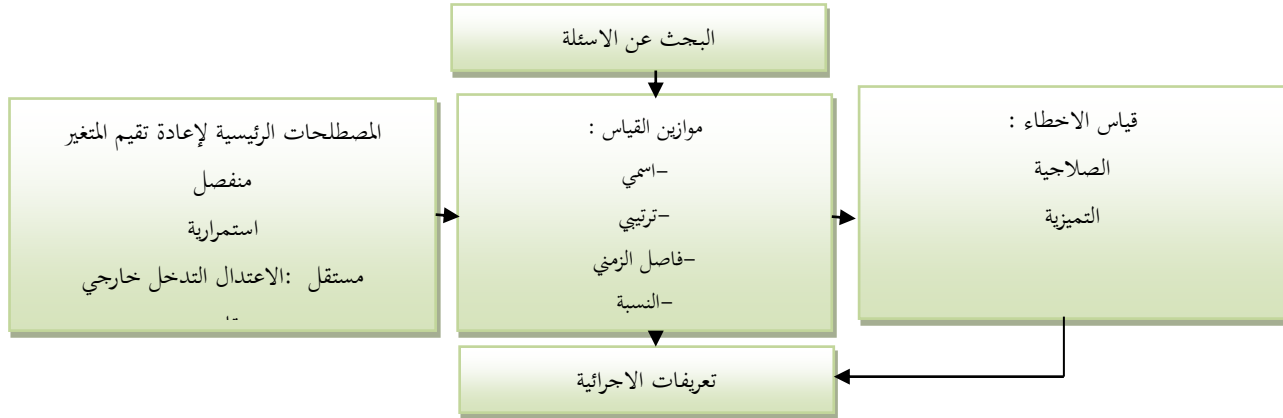 البجث عن الاسئلة
المصطلحات الرئيسية لإعادة تقيم المتغير
منفصل
استمرارية
مستقل :الاعتدال التدخل خارجي
موازين القياس :
-اسمي
-ترتيبي
-فاصل الزمني
-النسبة
قياس الاخطاء :
الصلاجية
التميزية
تعريفات الاجرائية